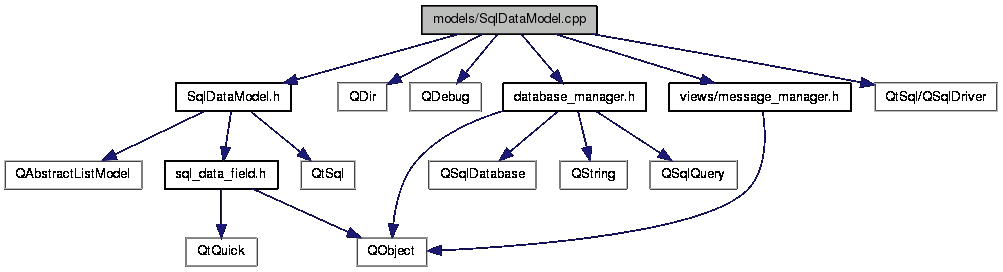 models/SqlDataModel.cpp
SqlDataModel.h
QDir
QDebug
database_manager.h
views/message_manager.h
QtSql/QSqlDriver
QAbstractListModel
sql_data_field.h
QtSql
QSqlDatabase
QString
QSqlQuery
QtQuick
QObject